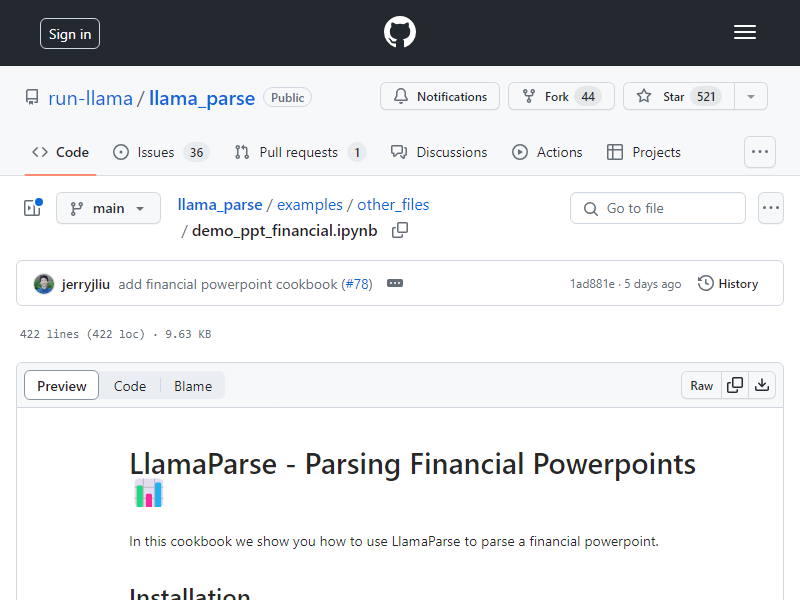 Sign in
run-llama / llama_parse Public
Notifications Fork 44 Star 521
Code Issues 36 Pull requests 1 Discussions Actions Projects
main llama_parse / examples / other_files Go to file
/ demo_ppt_financial.ipynb
jerryjliu add financial powerpoint cookbook (#78) 1ad881e · 5 days ago History
422 lines (422 loc) · 9.63 KB
Preview Code Blame Raw
LlamaParse - Parsing Financial Powerpoints
In this cookbook we show you how to use LlamaParse to parse a financial powerpoint.
Installation